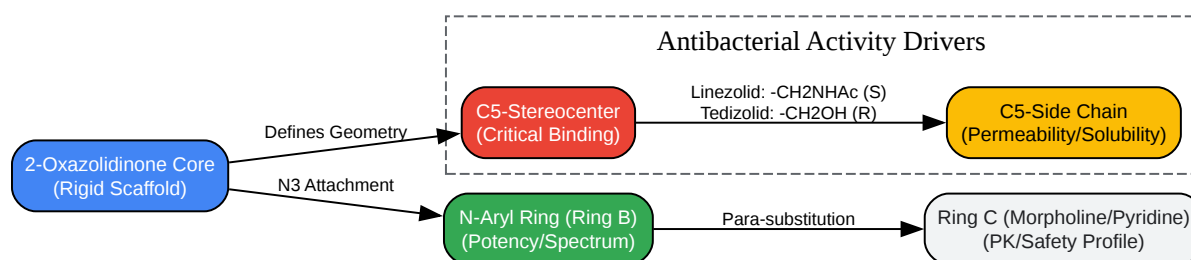 Antibacterial Activity Drivers
2-Oxazolidinone Core
(Rigid Scaffold)
Defines Geometry
C5-Stereocenter
(Critical Binding)
Linezolid: -CH2NHAc (S)
Tedizolid: -CH2OH (R)
C5-Side Chain
(Permeability/Solubility)
N3 Attachment
N-Aryl Ring (Ring B)
(Potency/Spectrum)
Para-substitution
Ring C (Morpholine/Pyridine)
(PK/Safety Profile)